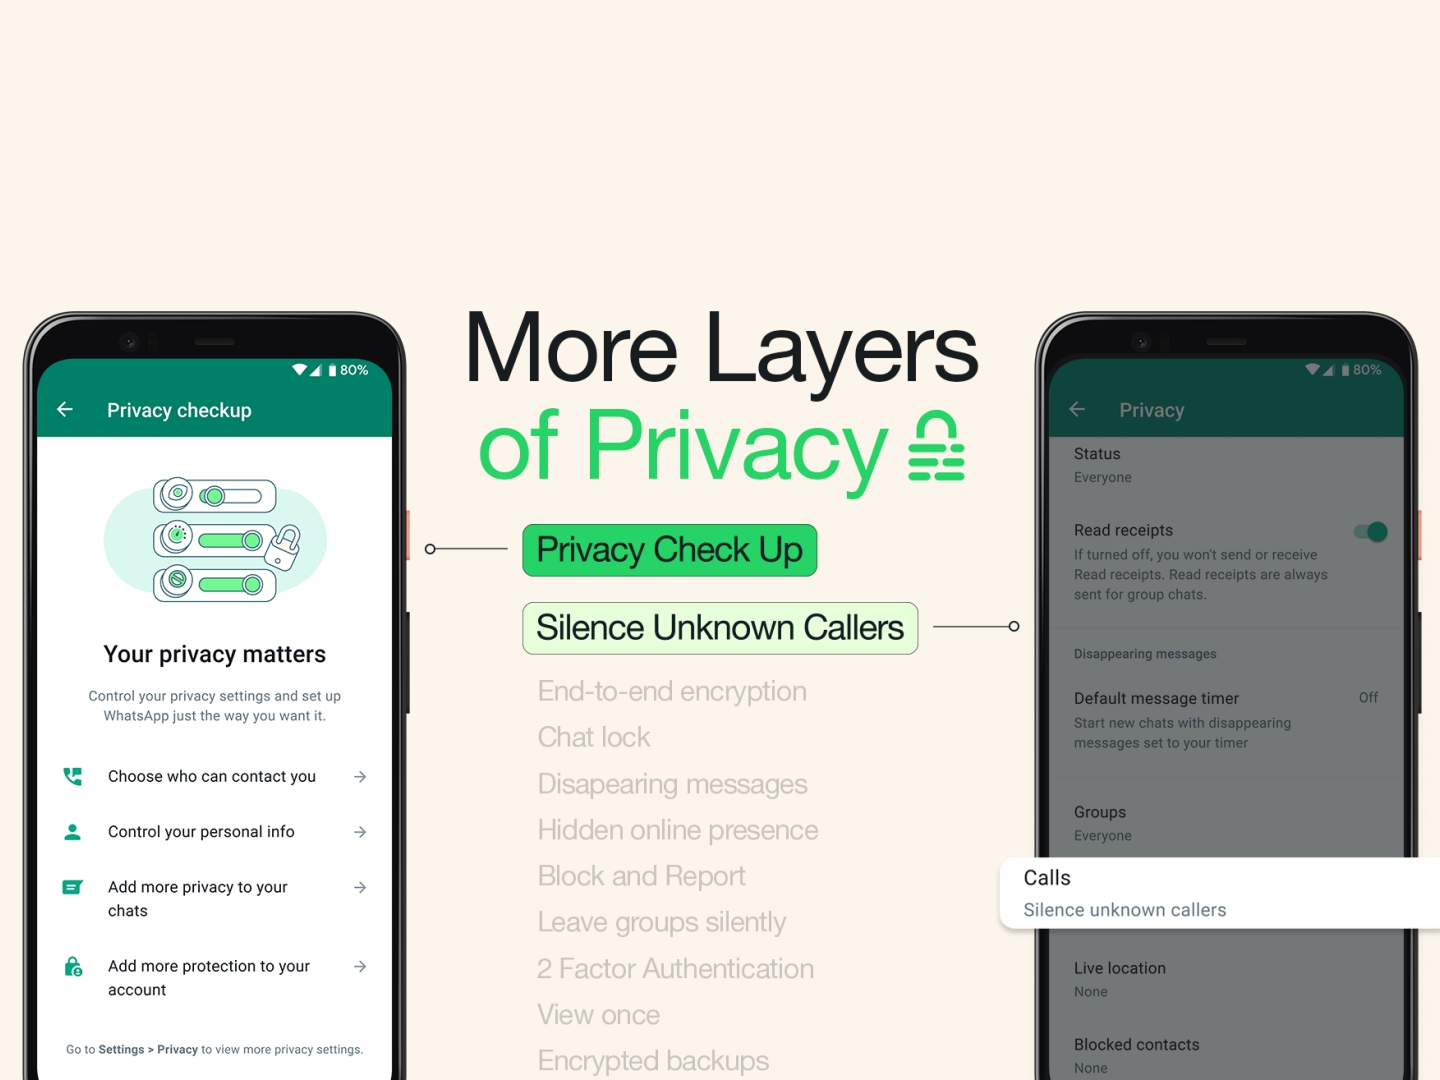 More Layers
of Privacy
Privacy Check Up
Silence Unknown Callers
End-to-end encryption
Chat lock
Disapearing messages
Hidden online presence
Block and Report
Leave groups silently
2 Factor Authentication
View once
Encrypted backups
80%
Privacy checkup
Your privacy matters
Control your privacy settings and set up
WhatsApp just the way you want it.
Choose who can contact you
Control your personal info
Add more privacy to your
chats
Add more protection to your
account
Go to Settings > Privacy to view more privacy settings.
80%
Privacy
Status
Everyone
Read receipts
If turned off, you won't send or receive
Read receipts. Read receipts are always
sent for group chats.
Disappearing messages
Default message timer
Off
Start new chats with disappearing
messages set to your timer
Groups
Everyone
Calls
Silence unknown callers
Live location
None
Blocked contacts
None